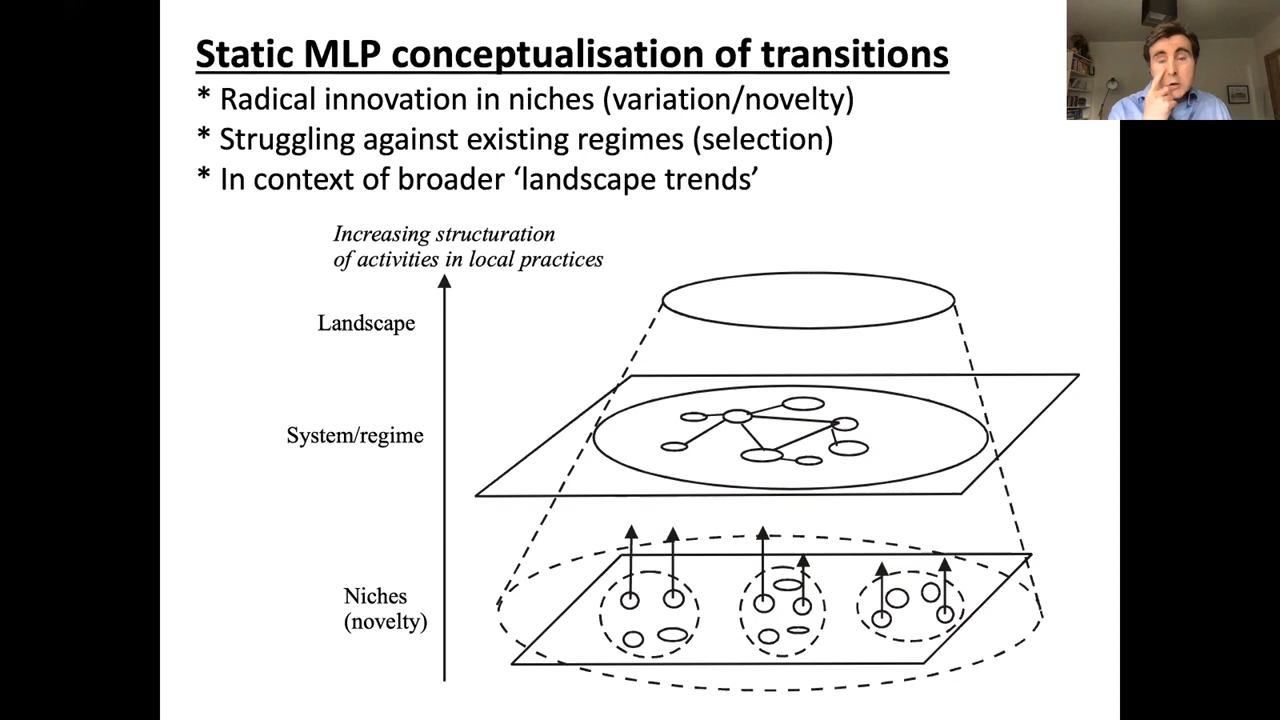 Static MLP conceptualisation of transitions
* Radical innovation in niches (variation/novelty)
* Struggling against existing regimes (selection)
* In context of broader ‘landscape trends’
Increasing structuration
of activities in local practices
Landscape
System/regime
Niches
(novelty)